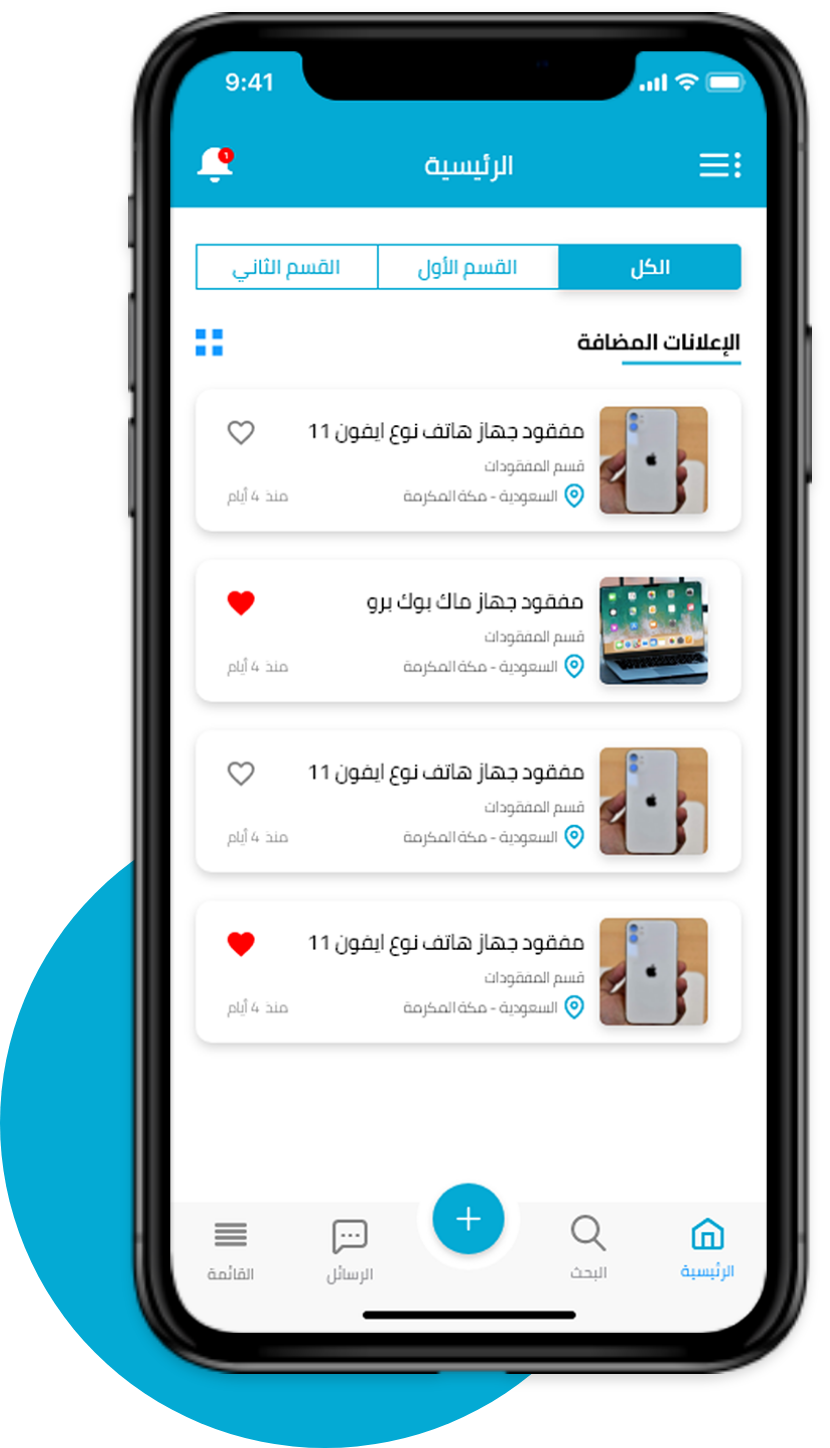 9:41
1
الرئيسية
الكل
القسم الأول
القسم الثاني
الإعلانات المضافة
مفقود جهاز هاتف نوع ايفون 11
قسم المفقودات
السعودية - مكة المكرمة
منذ 4 أيام
مفقود جهاز ماك بوك برو
قسم المفقودات
السعودية - مكة المكرمة
منذ 4 أيام
مفقود جهاز هاتف نوع ايفون 11
قسم المفقودات
السعودية - مكة المكرمة
منذ 4 أيام
مفقود جهاز هاتف نوع ايفون 11
قسم المفقودات
السعودية - مكة المكرمة
منذ 4 أيام
الرئيسية
البحث
الرسائل
القائمة